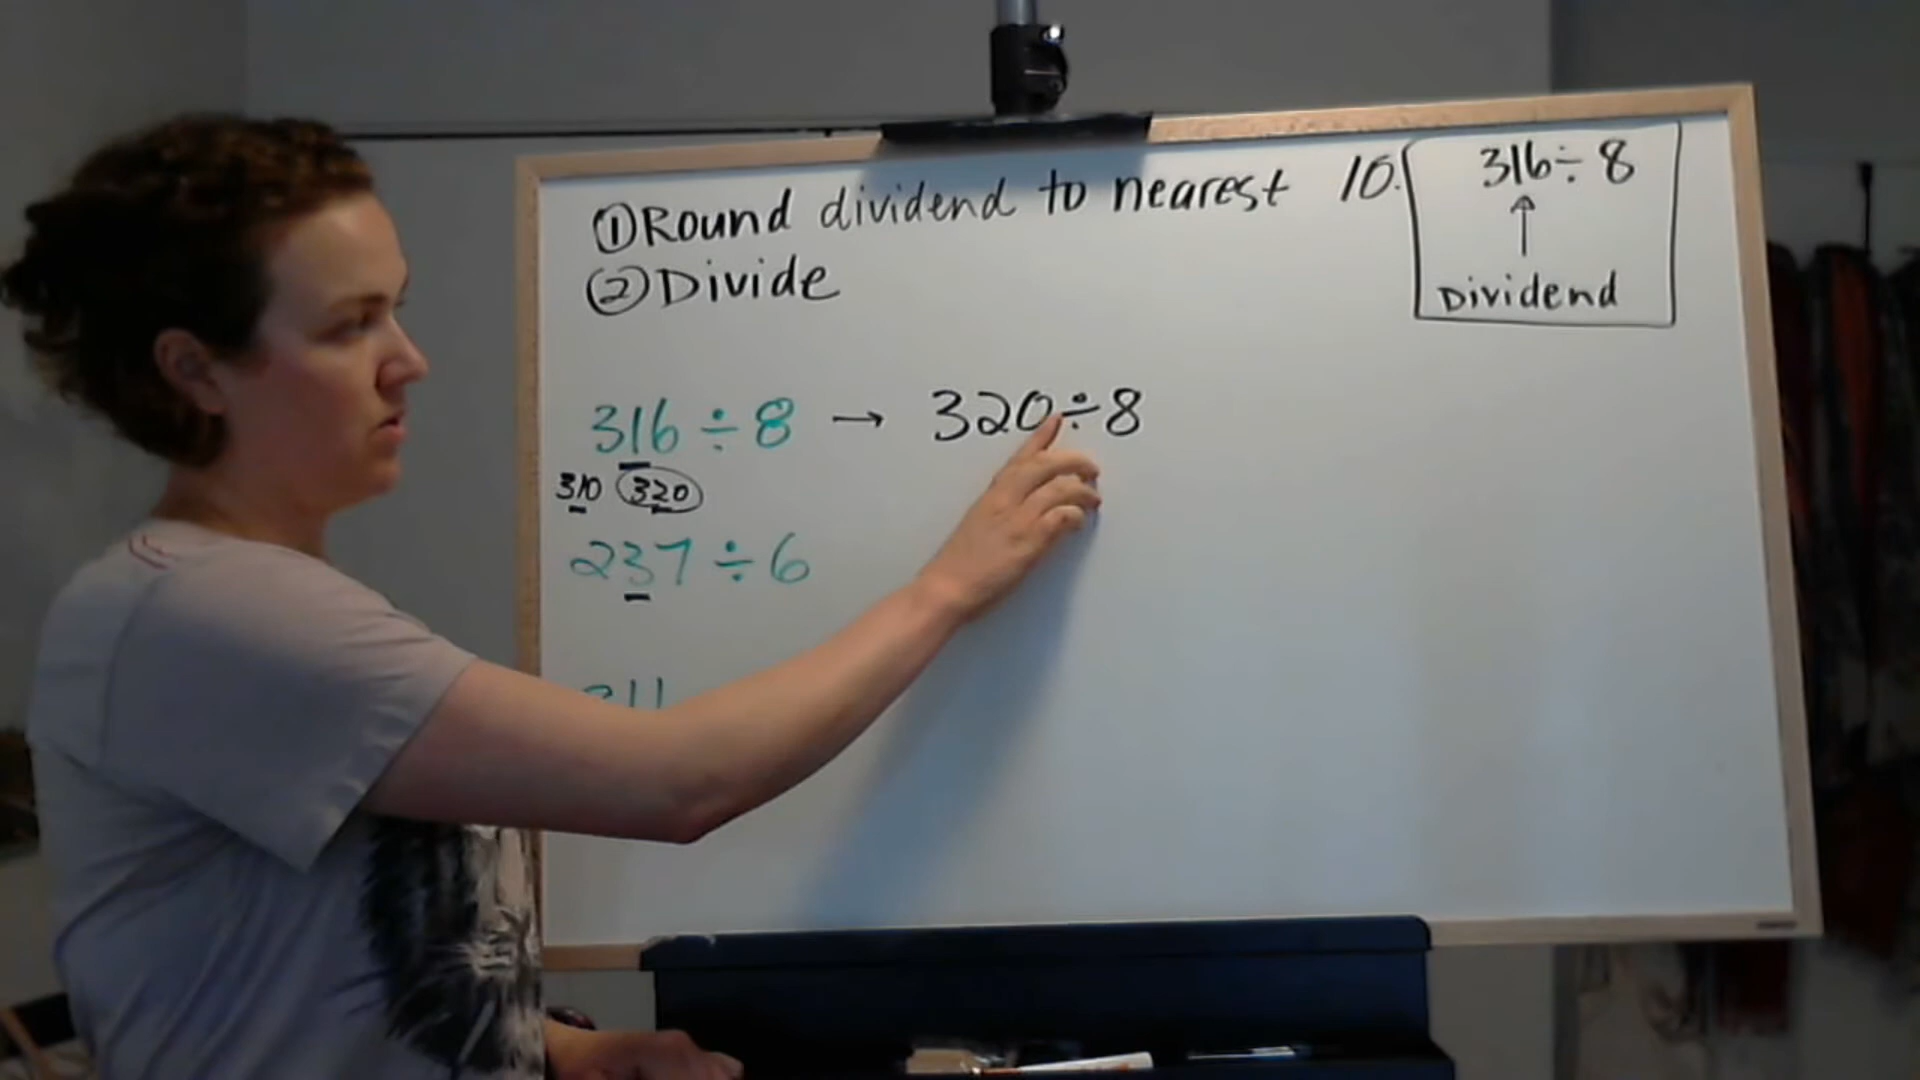 ①Round dividend to nearest 10.
②Divide
316÷8
↑
Dividend
316 ÷ 8 → 320÷8
310 320
237 ÷ 6